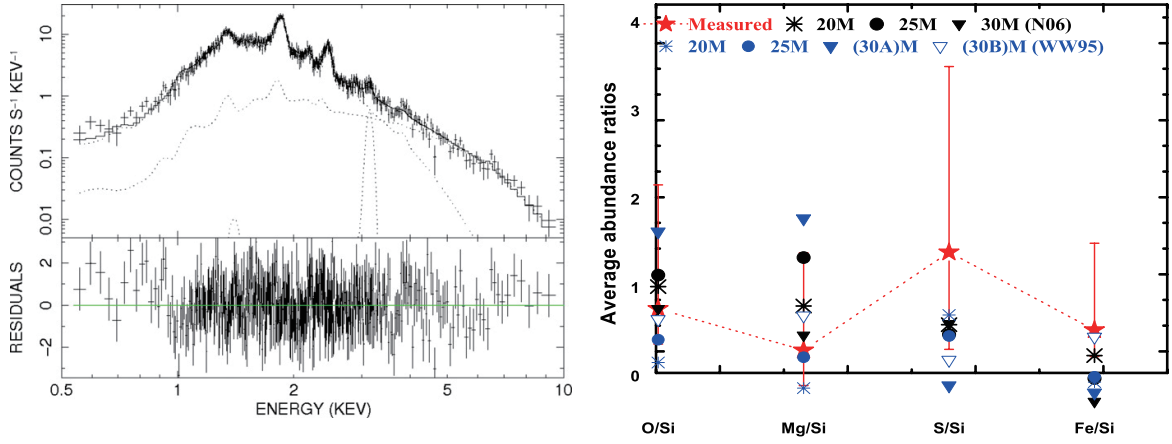 COUNTS S⁻¹ KEV⁻¹
10
1
0.1
0.01
RESIDUALS
2
0
−2
0.5
1
2
5
10
ENERGY (KEV)
Average abundance ratios
4
3
2
1
0
Measured 20M 25M 30M (N06)
20M 25M (30A)M (30B)M (WW95)
O/Si Mg/Si S/Si Fe/Si